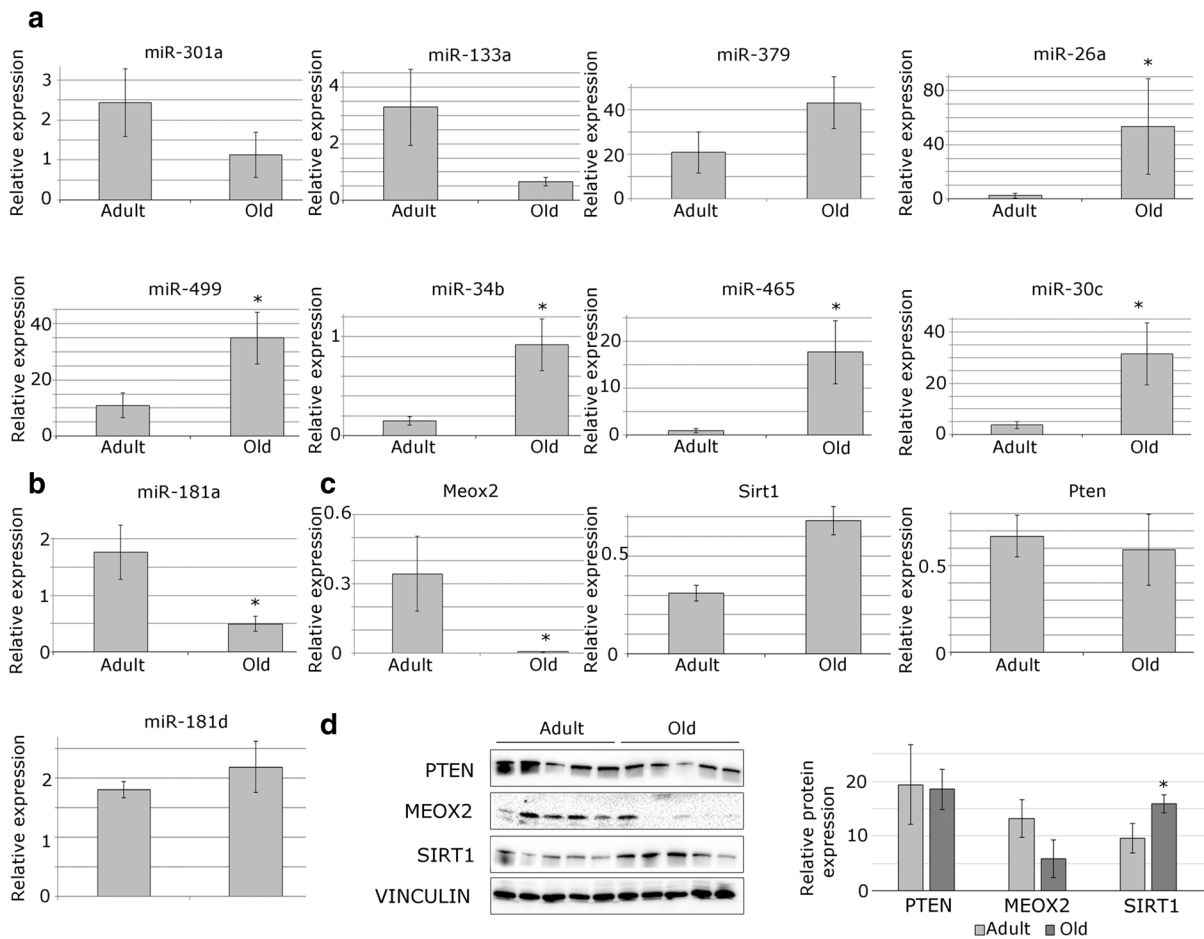 a
miR-301a
Relative expression
3
2
1
0
Adult Old
miR-133a
Relative expression
4
2
0
Adult Old
miR-379
Relative expression
40
20
0
Adult Old
miR-26a
Relative expression
80
40
0
*
Adult Old
miR-499
Relative expression
40
20
0
*
Adult Old
miR-34b
Relative expression
1
0
*
Adult Old
miR-465
Relative expression
20
10
0
*
Adult Old
miR-30c
Relative expression
40
30
10
0
*
Adult Old
b
miR-181a
Relative expression
2
1
0
*
Adult Old
c
Meox2
Relative expression
0.6
0.3
0
*
Adult Old
Sirt1
Relative expression
0.5
0
Adult Old
Pten
Relative expression
0.5
0
Adult Old
miR-181d
Relative expression
2
1
2
0
d
Adult Old
PTEN
MEOX2
SIRT1
VINCULIN
Relative protein
expression
20
10
0
*
PTEN MEOX2 SIRT1
Adult Old